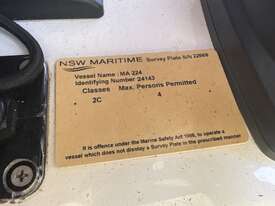 NSW MARITIME Survey Plate S/N 22669
Vessel Name : MA 224
Identifying Number 24143
Classes Max. Persons Permitted
2C 4
It is offence under the Marine Safety Act 1998, to operate a
vessel which does not display a Survey Plate in the prescribed manner